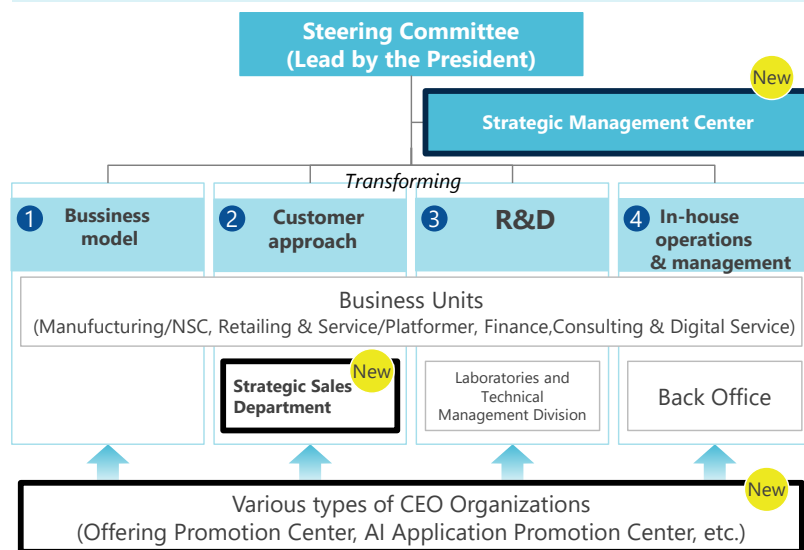 Steering Committee
(Lead by the President)
New
Strategic Management Center
Transforming
1
Bussiness
model
2
Customer
approach
3
R&D
4
In-house
operations
& management
Business Units
(Manufucturing/NSC, Retailing & Service/Platformer, Finance,Consulting & Digital Service)
New
Strategic Sales
Department
Laboratories and
Technical
Management Division
Back Office
New
Various types of CEO Organizations
(Offering Promotion Center, AI Application Promotion Center, etc.)